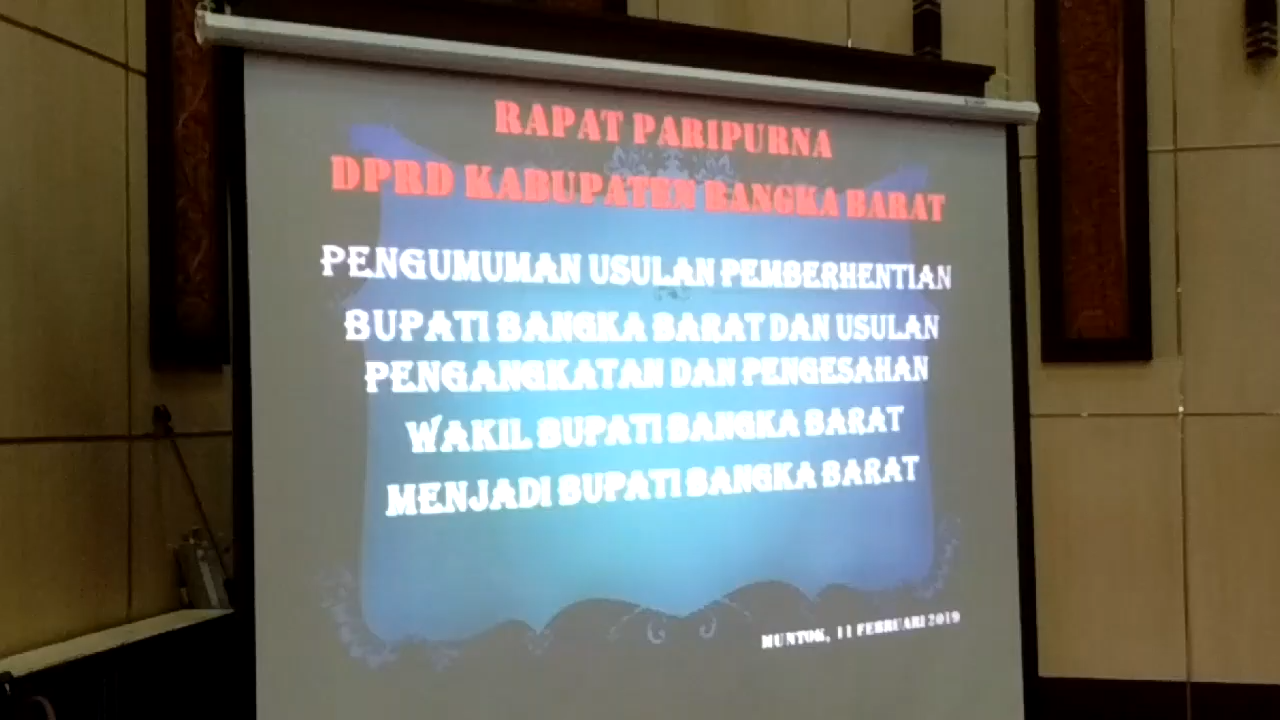 RAPAT PARIPURNA
DPRD KABUPATEN BANGKA BARAT
PENGUMUMAN USULAN PEMBERHENTIAN
BUPATI BANGKA BARAT DAN USULAN
PENGANGKATAN DAN PENGESAHAN
WAKIL BUPATI BANGKA BARAT
MENJADI BUPATI BANGKA BARAT
MUNTOK, 11 FEBRUARI 2019